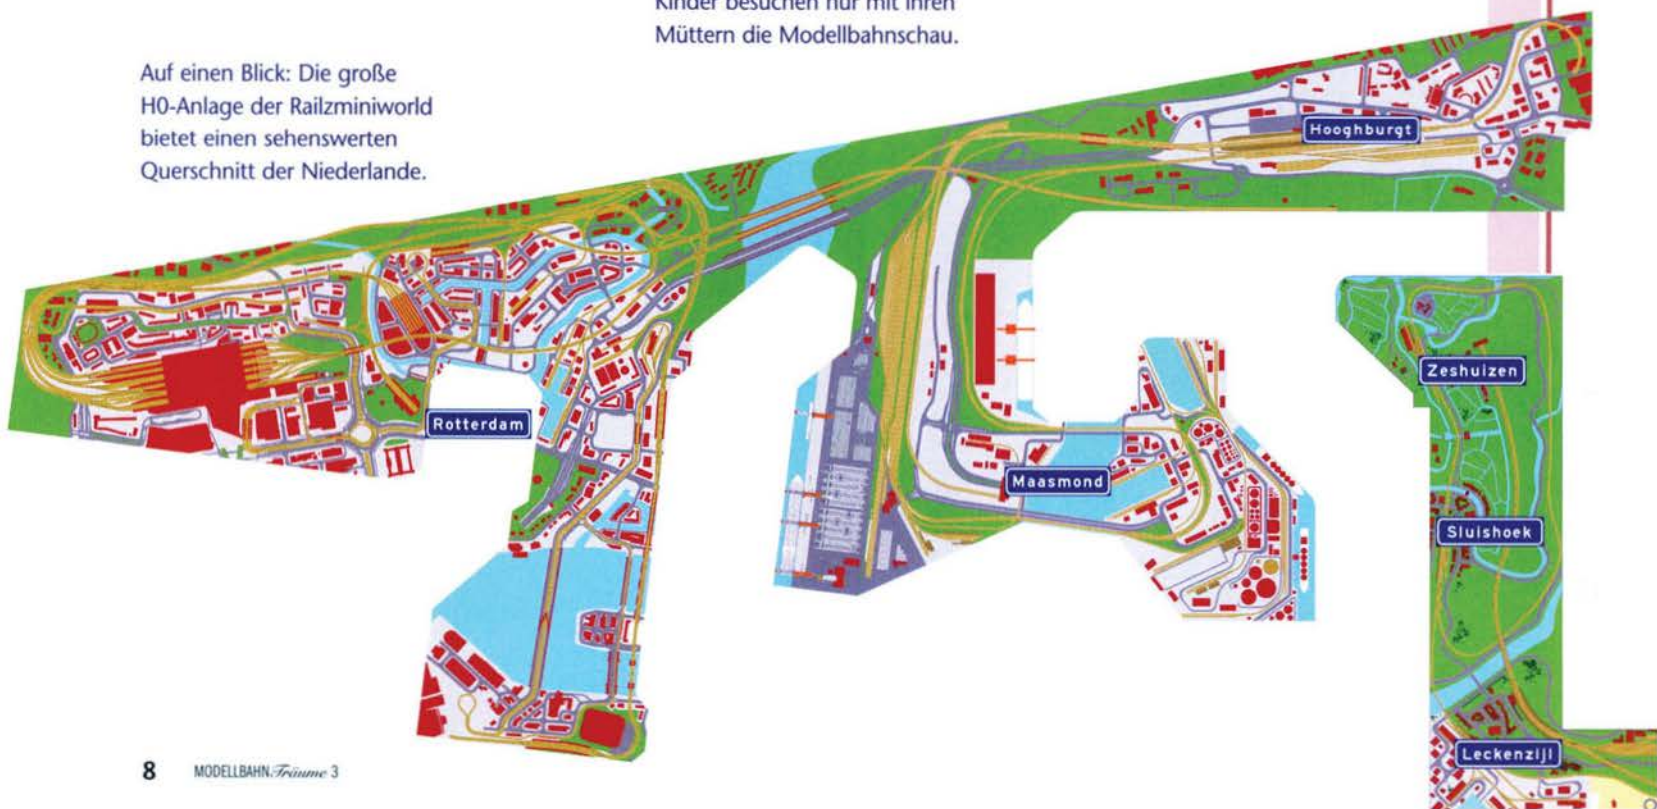 Kinder besuchen nur mit ihren
Müttern die Modellbahnschau.
Auf einen Blick: Die große
H0-Anlage der Railzminiworld
bietet einen sehenswerten
Querschnitt der Niederlande.
Hooghburgt
Zeshuizen
Rotterdam
Maasmond
Sluishoek
Leckenzijl
8 MODELLBAHN Träume 3